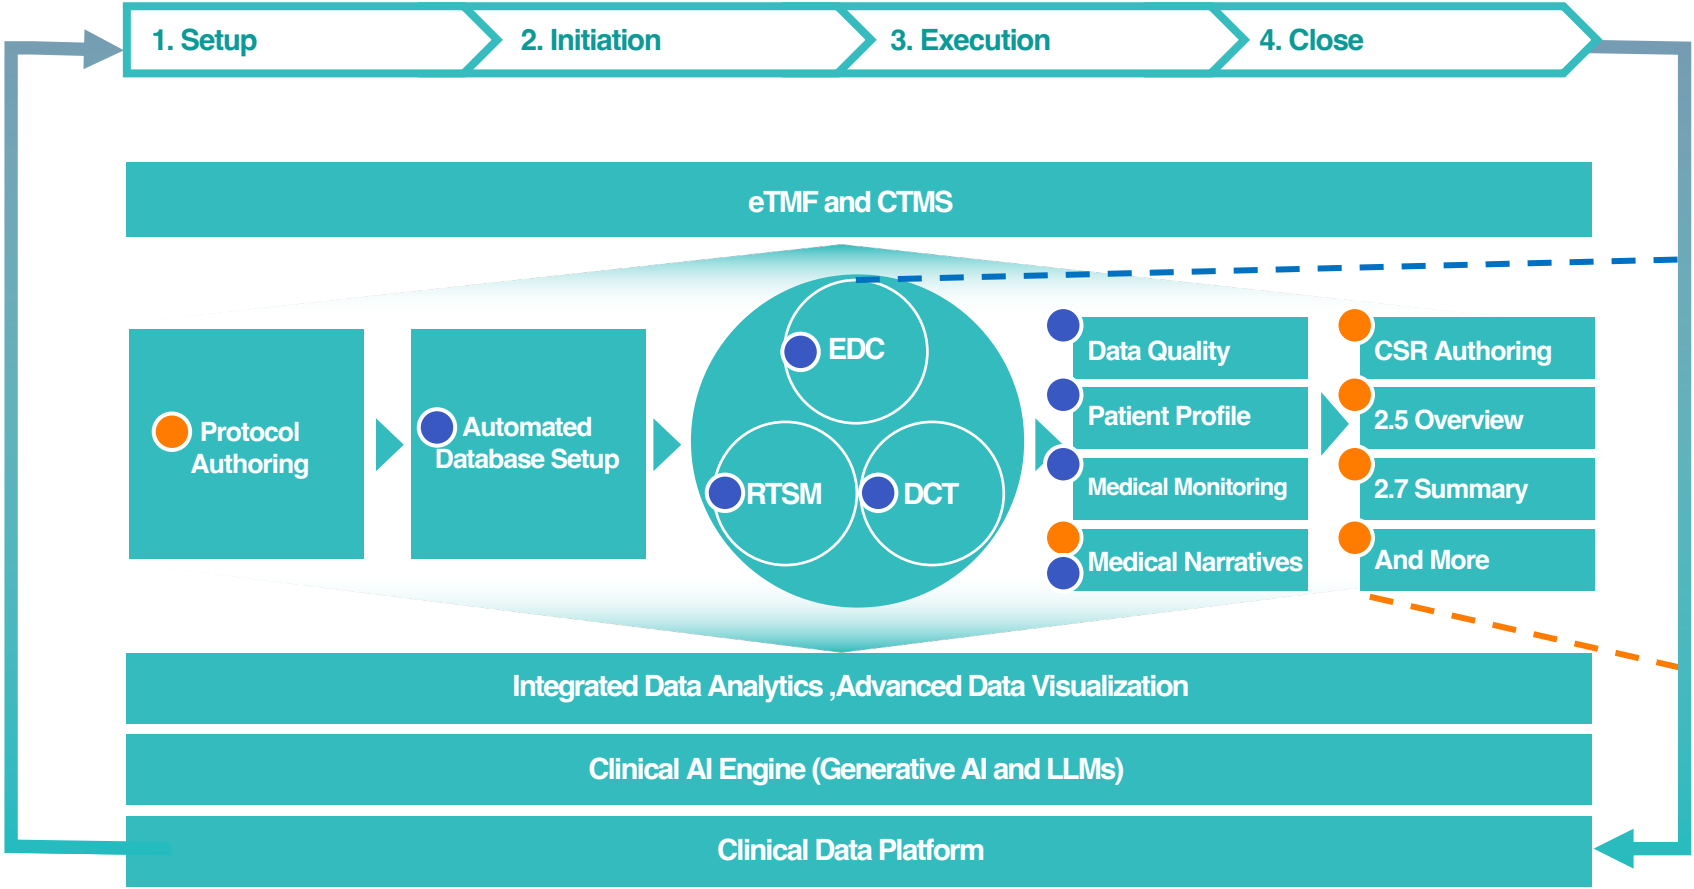 1. Setup
2. Initiation
3. Execution
4. Close
eTMF and CTMS
Protocol
Authoring
Automated
Database Setup
EDC
RTSM
DCT
Data Quality
Patient Profile
Medical Monitoring
Medical Narratives
CSR Authoring
2.5 Overview
2.7 Summary
And More
Integrated Data Analytics ,Advanced Data Visualization
Clinical AI Engine (Generative AI and LLMs)
Clinical Data Platform